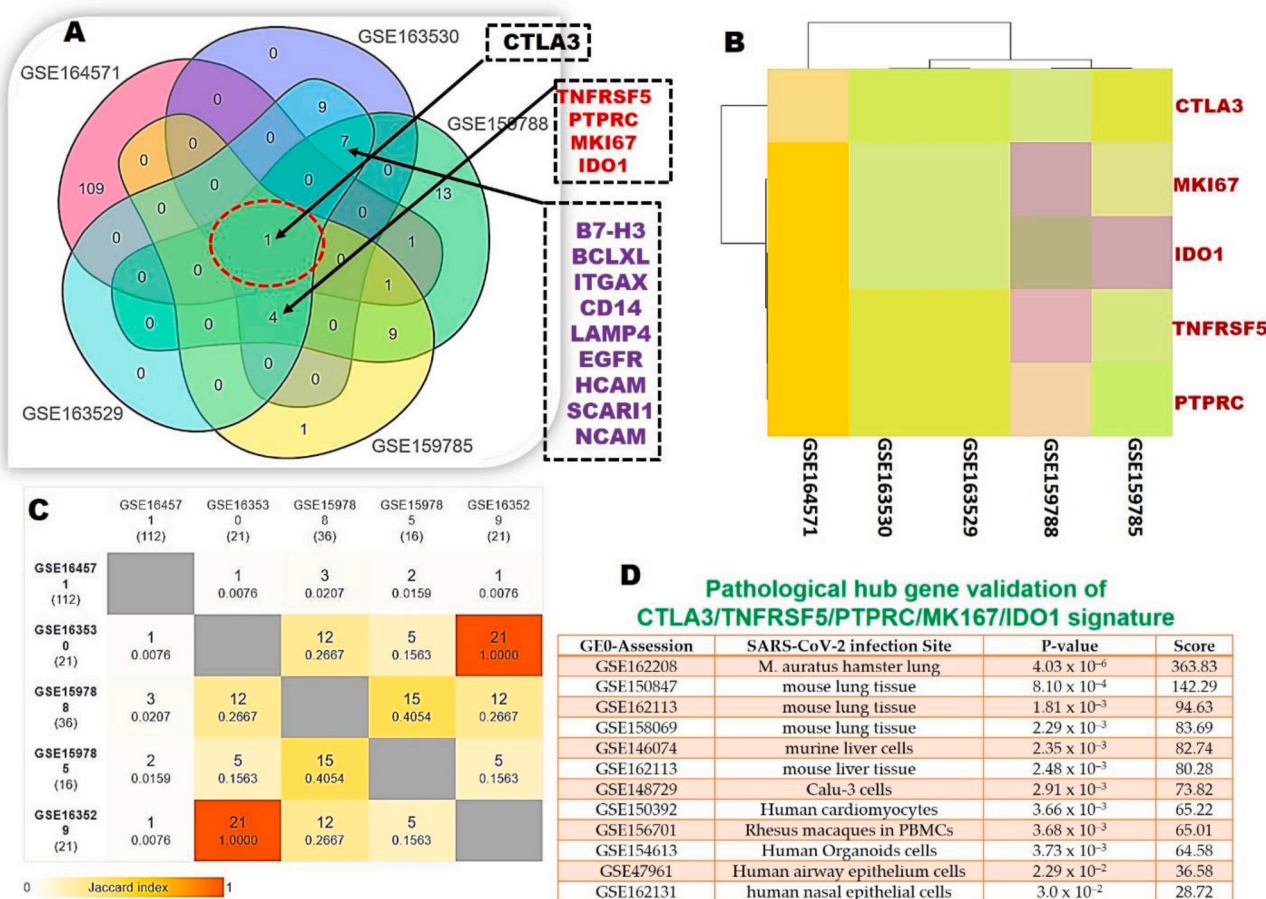 A
GSE163530
GSE164571
GSE159788
GSE163529
GSE159785
0
0
9
0
7
0
0
0
0
0
109
0
13
0
0
1
0
1
0
0
1
4
0
0
9
0
0
0
0
1
CTLA3
TNFRSF5
PTPRC
MKI67
IDO1
B7-H3
BCLXL
ITGAX
CD14
LAMP4
EGFR
HCAM
SCARI1
NCAM
B
CTLA3
MKI67
IDO1
TNFRSF5
PTPRC
GSE164571
GSE163530
GSE163529
GSE159788
GSE159785
C
GSE16457 GSE16353 GSE15978 GSE15978 GSE16352
1 0 8 5 9
(112) (21) (36) (16) (21)
GSE16457
1
(112)
1 3 2 1
0.0076 0.0207 0.0159 0.0076
GSE16353
0
(21)
1 12 5 21
0.0076 0.2667 0.1563 1.0000
GSE15978
8
(36)
3 12 15 12
0.0207 0.2667 0.4054 0.2667
GSE15978
5
(16)
2 5 15 5
0.0159 0.1563 0.4054 0.1563
GSE16352
9
(21)
1 21 12 5
0.0076 1.0000 0.2667 0.1563
0 Jaccard index 1
D
Pathological hub gene validation of
CTLA3/TNFRSF5/PTPRC/MK167/IDO1 signature
GE0-Assession SARS-CoV-2 infection Site P-value Score
GSE162208 M. auratus hamster lung 4.03 x 10⁻⁶ 363.83
GSE150847 mouse lung tissue 8.10 x 10⁻⁴ 142.29
GSE162113 mouse lung tissue 1.81 x 10⁻³ 94.63
GSE158069 mouse lung tissue 2.29 x 10⁻³ 83.69
GSE146074 murine liver cells 2.35 x 10⁻³ 82.74
GSE162113 mouse liver tissue 2.48 x 10⁻³ 80.28
GSE148729 Calu-3 cells 2.91 x 10⁻³ 73.82
GSE150392 Human cardiomyocytes 3.66 x 10⁻³ 65.22
GSE156701 Rhesus macaques in PBMCs 3.68 x 10⁻³ 65.01
GSE154613 Human Organoids cells 3.73 x 10⁻³ 64.58
GSE47961 Human airway epithelium cells 2.29 x 10⁻² 36.58
GSE162131 human nasal epithelial cells 3.0 x 10⁻² 28.72